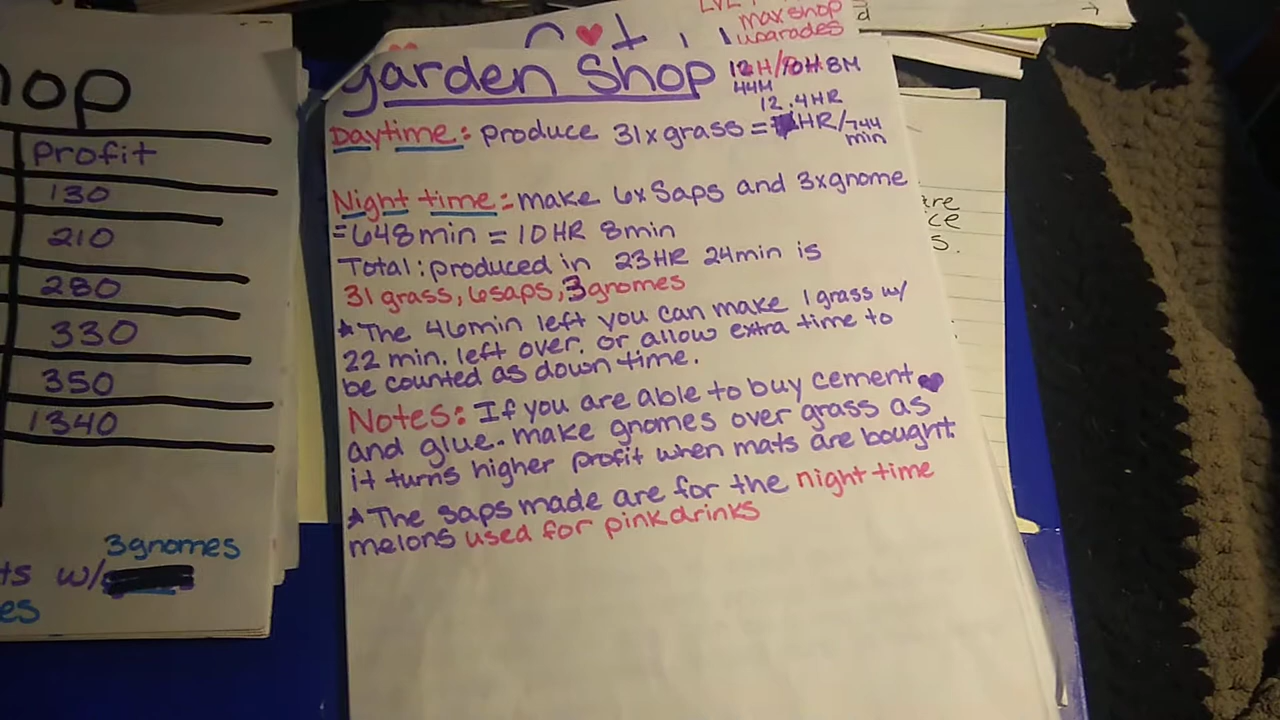 hop
Profit
130
210
280
330
350
1340
3gnomes
ts w/
es
max shop
upgrades
Garden Shop
12H/10H 8M
44M
12.4HR
Daytime: produce 31x grass = HR/744
min
Night time: make 6x Saps and 3xgnome
=648min = 10HR 8min
Total: produced in 23HR 24min is
31 grass, 6saps, 3gnomes
*The 46min left you can make 1 grass w/
22 min. left over. or allow extra time to
be counted as down time.
Notes: If you are able to buy cement
and glue.. make gnomes over grass as
it turns higher profit when mats are bought.
*The saps made are for the night time
melons used for pink drinks
are
ce
s.